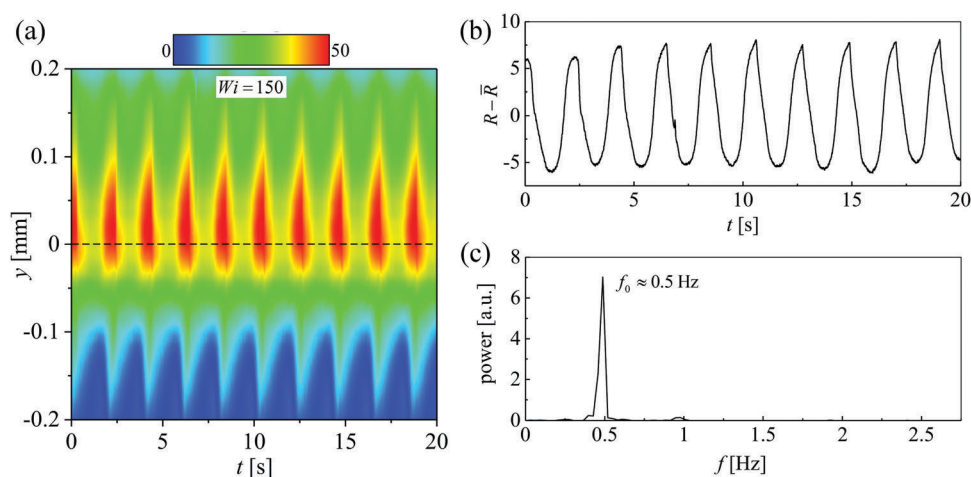 (a)
0
50
Wi = 150
0.2
0.1
0
-0.1
-0.2
y [mm]
0 5 10 15 20
t [s]
(b)
10
5
0
-5
R − R̅
0 5 10 15 20
t [s]
(c)
8
6
4
2
0
power [a.u.]
f₀ ≈ 0.5 Hz
0 0.5 1 1.5 2 2.5
f [Hz]